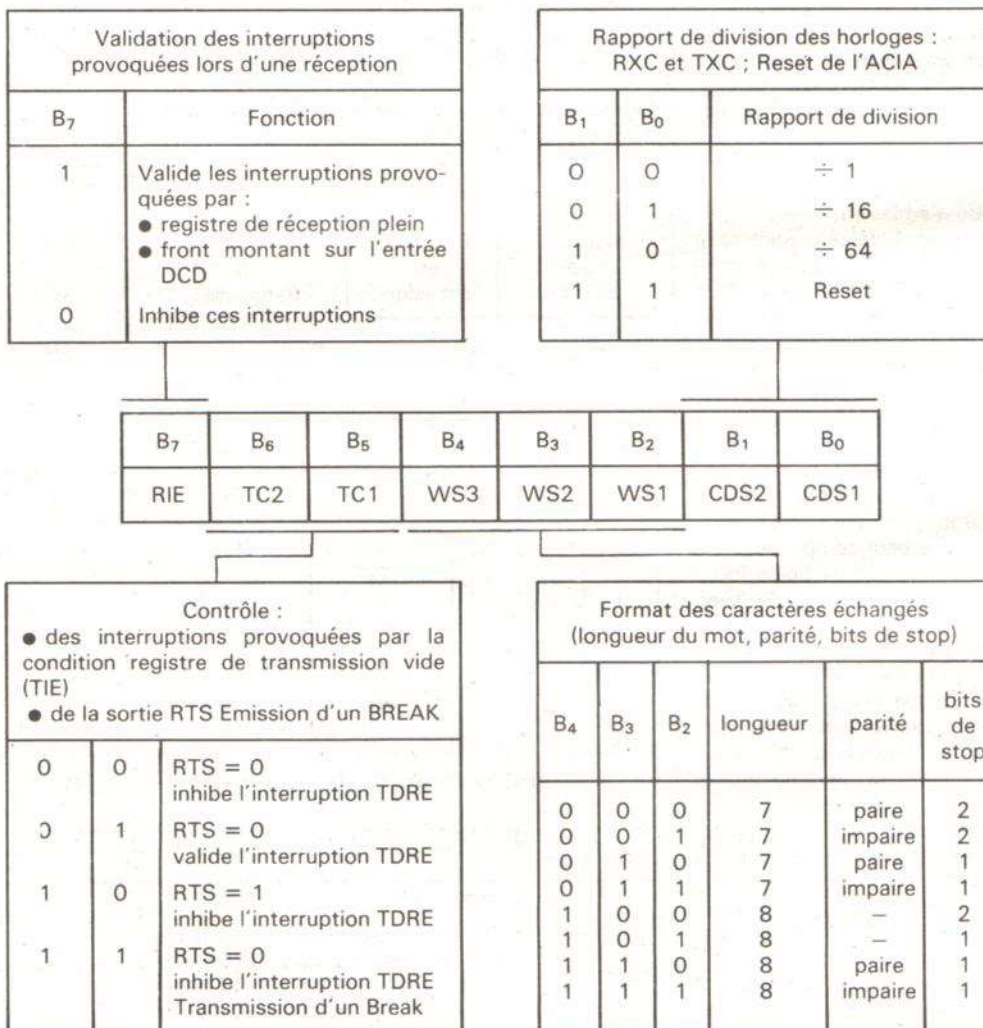 Validation des interruptions
provoquées lors d'une réception
B7 Fonction
1 Valide les interruptions provo-
quées par :
● registre de réception plein
● front montant sur l'entrée
DCD
0 Inhibe ces interruptions
Rapport de division des horloges :
RXC et TXC ; Reset de l'ACIA
B1 B0 Rapport de division
0 0 ÷ 1
0 1 ÷ 16
1 0 ÷ 64
1 1 Reset
B7 B6 B5 B4 B3 B2 B1 B0
RIE TC2 TC1 WS3 WS2 WS1 CDS2 CDS1
Contrôle :
● des interruptions provoquées par la
condition registre de transmission vide
(TIE)
● de la sortie RTS Emission d'un BREAK
0 0 RTS = 0
inhibe l'interruption TDRE
0 1 RTS = 0
valide l'interruption TDRE
1 0 RTS = 1
inhibe l'interruption TDRE
1 1 RTS = 0
inhibe l'interruption TDRE
Transmission d'un Break
Format des caractères échangés
(longueur du mot, parité, bits de stop)
B4 B3 B2 longueur parité bits
de
stop
0 0 0 7 paire 2
0 0 1 7 impaire 2
0 1 0 7 paire 1
0 1 1 7 impaire 1
1 0 0 8 – 2
1 0 1 8 – 1
1 1 0 8 paire 1
1 1 1 8 impaire 1